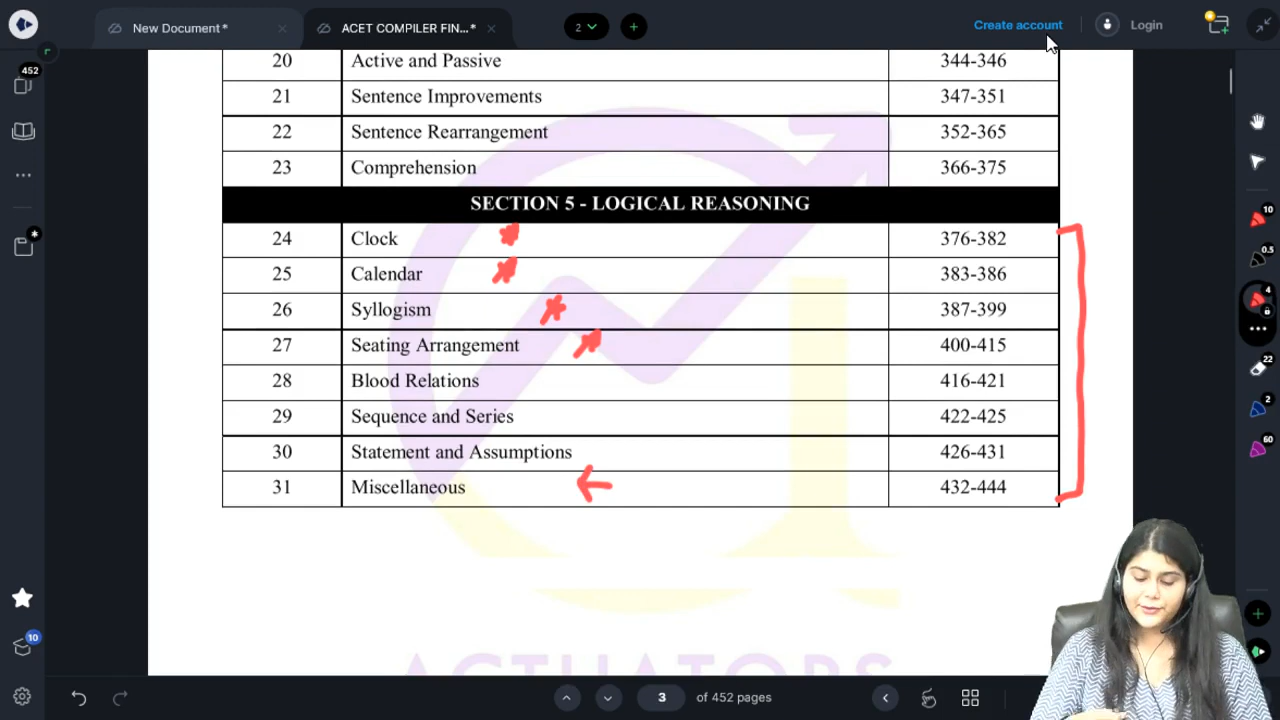 New Document*
ACET COMPILER FIN...*
2
Create account
Login
452
20 Active and Passive 344-346
21 Sentence Improvements 347-351
22 Sentence Rearrangement 352-365
23 Comprehension 366-375
SECTION 5 - LOGICAL REASONING
24 Clock 376-382
25 Calendar 383-386
26 Syllogism 387-399
27 Seating Arrangement 400-415
28 Blood Relations 416-421
29 Sequence and Series 422-425
30 Statement and Assumptions 426-431
31 Miscellaneous 432-444
ACTUATORS
10
0.5
4
22
2
60
10
3 of 452 pages